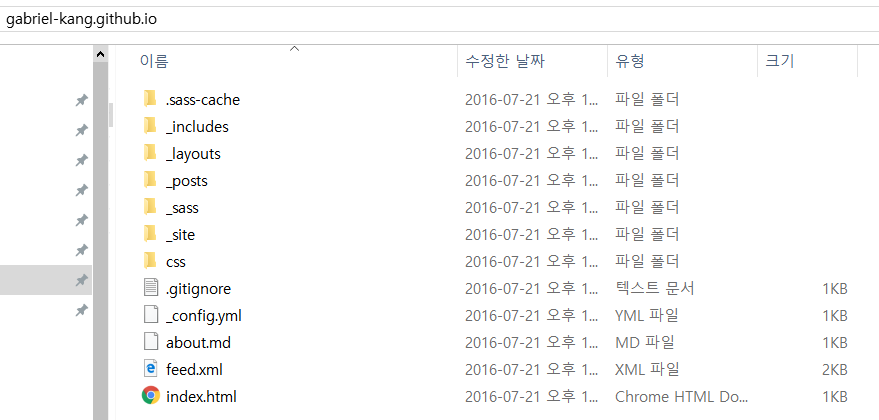 gabriel-kang.github.io
이름 수정한 날짜 유형 크기
.sass-cache 2016-07-21 오후 1... 파일 폴더
_includes 2016-07-21 오후 1... 파일 폴더
_layouts 2016-07-21 오후 1... 파일 폴더
_posts 2016-07-21 오후 1... 파일 폴더
_sass 2016-07-21 오후 1... 파일 폴더
_site 2016-07-21 오후 1... 파일 폴더
css 2016-07-21 오후 1... 파일 폴더
.gitignore 2016-07-21 오후 1... 텍스트 문서 1KB
_config.yml 2016-07-21 오후 1... YML 파일 1KB
about.md 2016-07-21 오후 1... MD 파일 1KB
feed.xml 2016-07-21 오후 1... XML 파일 2KB
index.html 2016-07-21 오후 1... Chrome HTML Do... 1KB